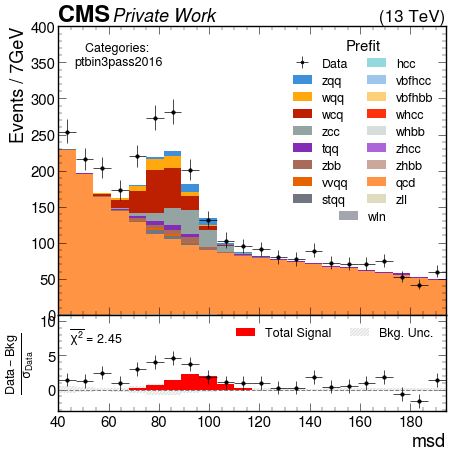 CMS Private Work (13 TeV)
Categories:
ptbin3pass2016
Prefit
Data
zqq
wqq
wcq
zcc
tqq
zbb
vvqq
stqq
hcc
vbfhcc
vbfhbb
whcc
whbb
zhcc
zhbb
qcd
zll
wln
Events / 7GeV
400
350
300
250
200
150
100
50
0
χ² = 2.45
Total Signal
Bkg. Unc.
Data − Bkg
σData
10
5
0
40 60 80 100 120 140 160 180
msd